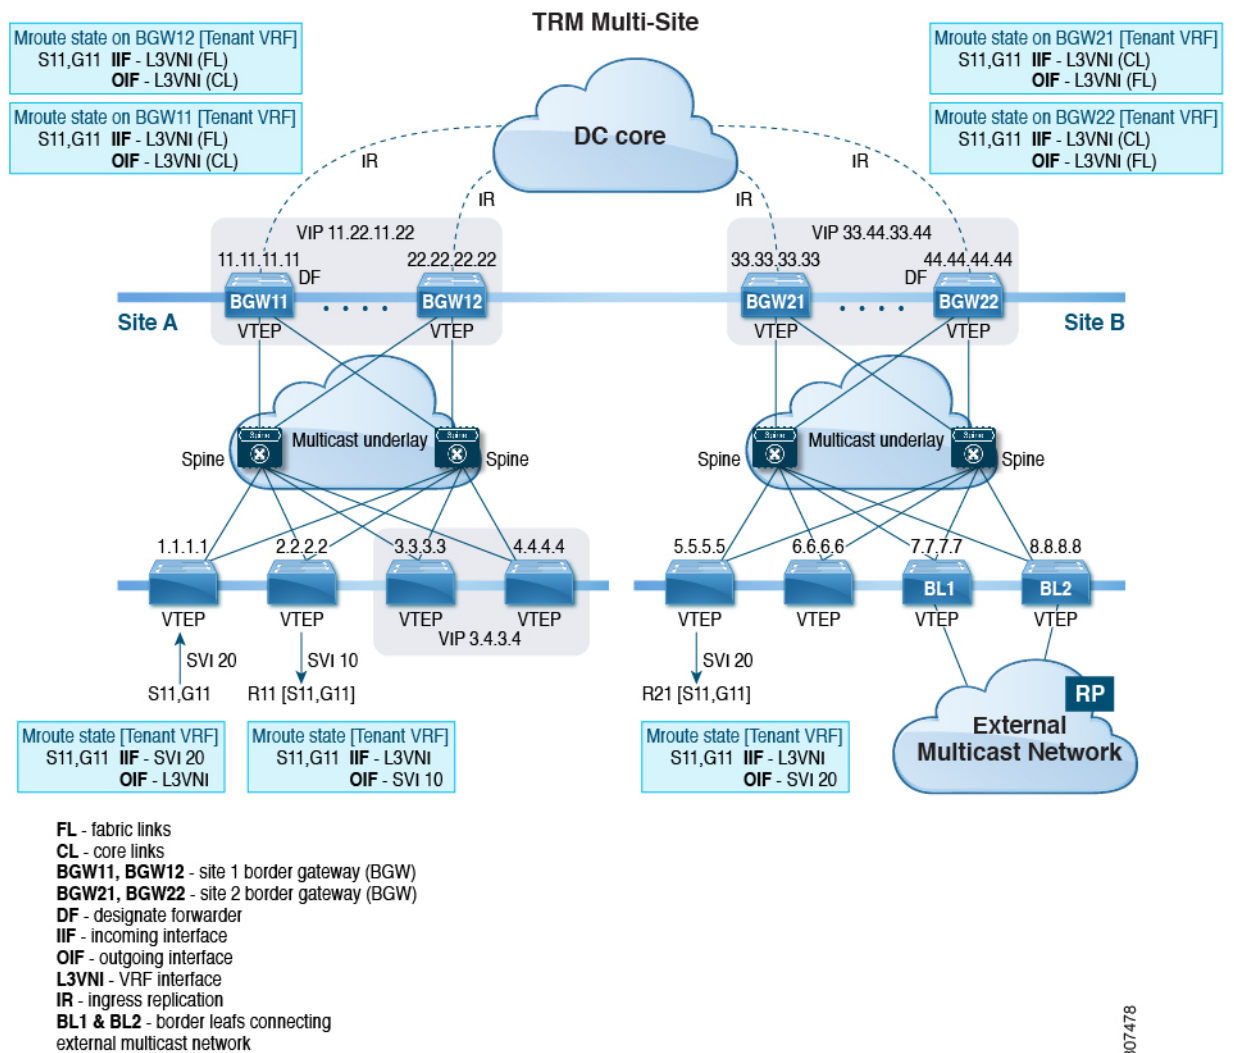 TRM Multi-Site
Mroute state on BGW12 [Tenant VRF]
S11,G11 IIF - L3VNI (FL)
OIF - L3VNI (CL)
Mroute state on BGW11 [Tenant VRF]
S11,G11 IIF - L3VNI (FL)
OIF - L3VNI (CL)
Mroute state on BGW21 [Tenant VRF]
S11,G11 IIF - L3VNI (CL)
OIF - L3VNI (FL)
Mroute state on BGW22 [Tenant VRF]
S11,G11 IIF - L3VNI (CL)
OIF - L3VNI (FL)
DC core
IR
IR
IR
IR
VIP 11.22.11.22
11.11.11.11
22.22.22.22
DF
BGW11
BGW12
VTEP
VTEP
Site A
VIP 33.44.33.44
33.33.33.33
44.44.44.44
DF
BGW21
BGW22
VTEP
VTEP
Site B
Spine
Multicast underlay
Spine
Spine
Spine
Spine
Multicast underlay
Spine
Spine
Spine
1.1.1.1
2.2.2.2
3.3.3.3
4.4.4.4
VTEP
VTEP
VTEP
VTEP
VIP 3.4.3.4
5.5.5.5
6.6.6.6
7.7.7.7
8.8.8.8
BL1
BL2
VTEP
VTEP
VTEP
VTEP
SVI 20
SVI 10
SVI 20
S11,G11
R11 [S11,G11]
R21 [S11,G11]
RP
External
Multicast Network
Mroute state [Tenant VRF]
S11,G11 IIF - SVI 20
OIF - L3VNI
Mroute state [Tenant VRF]
S11,G11 IIF - L3VNI
OIF - SVI 10
Mroute state [Tenant VRF]
S11,G11 IIF - L3VNI
OIF - SVI 20
FL - fabric links
CL - core links
BGW11, BGW12 - site 1 border gateway (BGW)
BGW21, BGW22 - site 2 border gateway (BGW)
DF - designate forwarder
IIF - incoming interface
OIF - outgoing interface
L3VNI - VRF interface
IR - ingress replication
BL1 & BL2 - border leafs connecting
external multicast network
307478